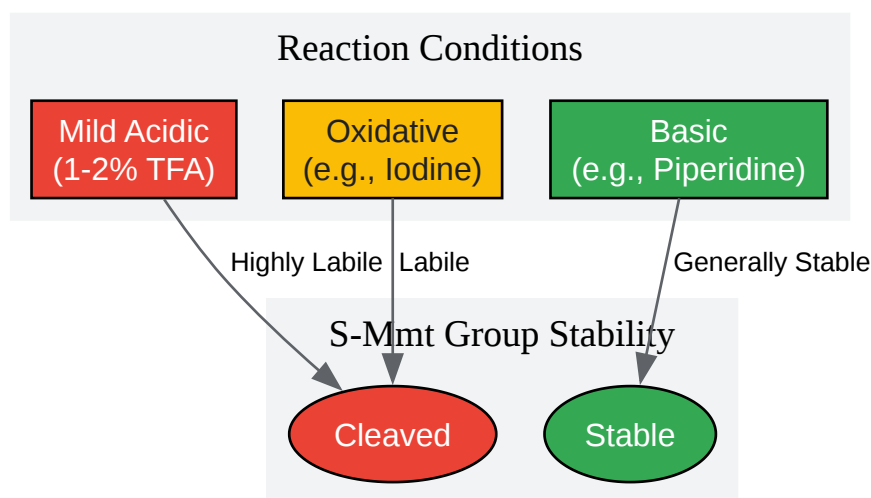 Reaction Conditions
Mild Acidic
(1-2% TFA)
Oxidative
(e.g., Iodine)
Basic
(e.g., Piperidine)
Highly Labile
Labile
Generally Stable
S-Mmt Group Stability
Cleaved
Stable